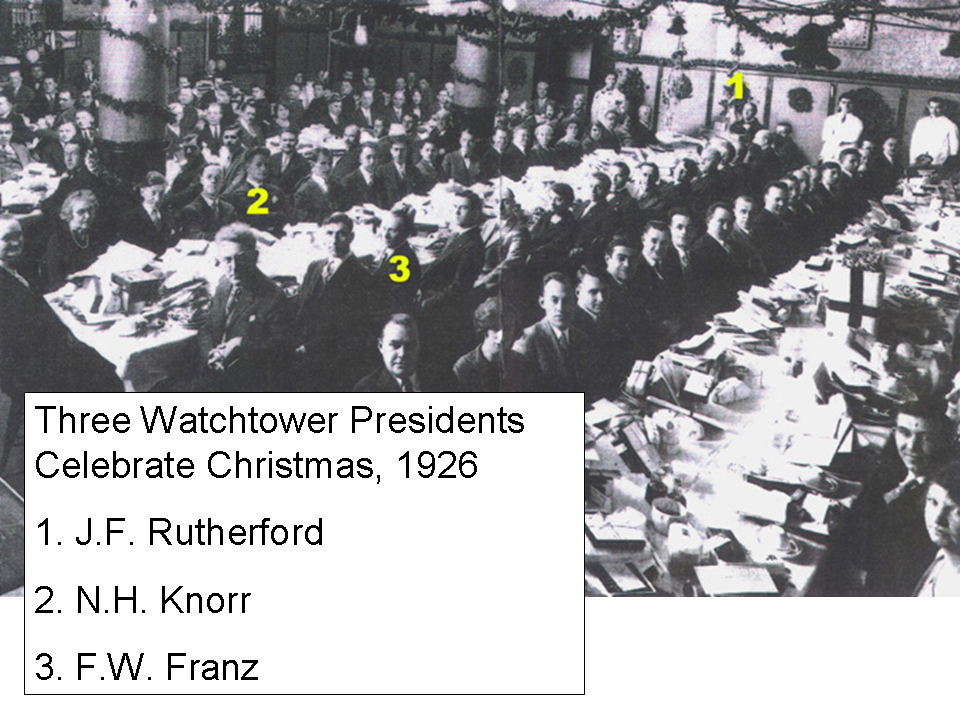 1
2
3
Three Watchtower Presidents
Celebrate Christmas, 1926
1. J.F. Rutherford
2. N.H. Knorr
3. F.W. Franz